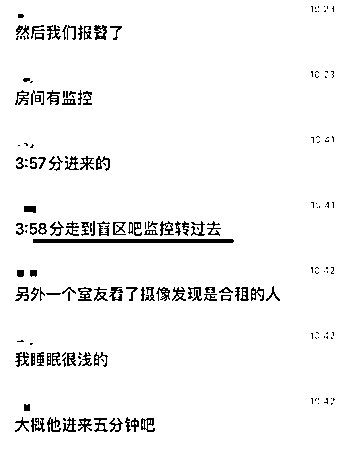 10:23
然后我们报警了
10:23
房间有监控
10:41
3:57分进来的
10:41
3:58分走到盲区吧监控转过去
10:42
另外一个室友看了摄像发现是合租的人
10:42
我睡眠很浅的
10:42
大概他进来五分钟吧